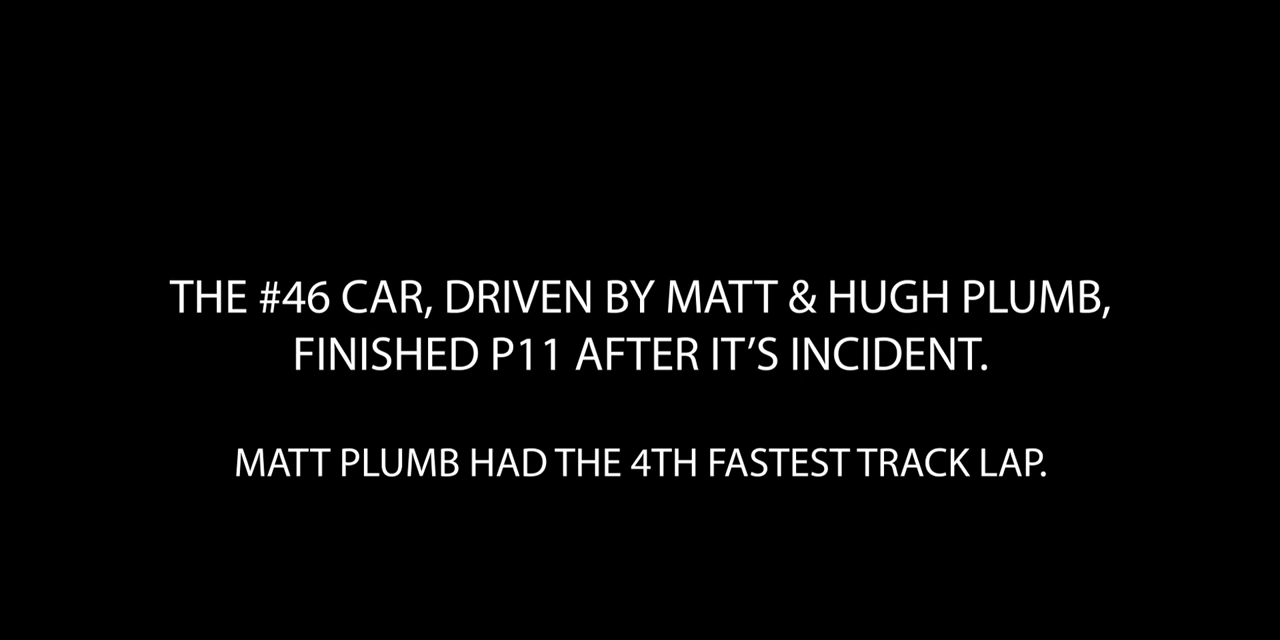 THE #46 CAR, DRIVEN BY MATT & HUGH PLUMB,
FINISHED P11 AFTER IT’S INCIDENT.
MATT PLUMB HAD THE 4TH FASTEST TRACK LAP.